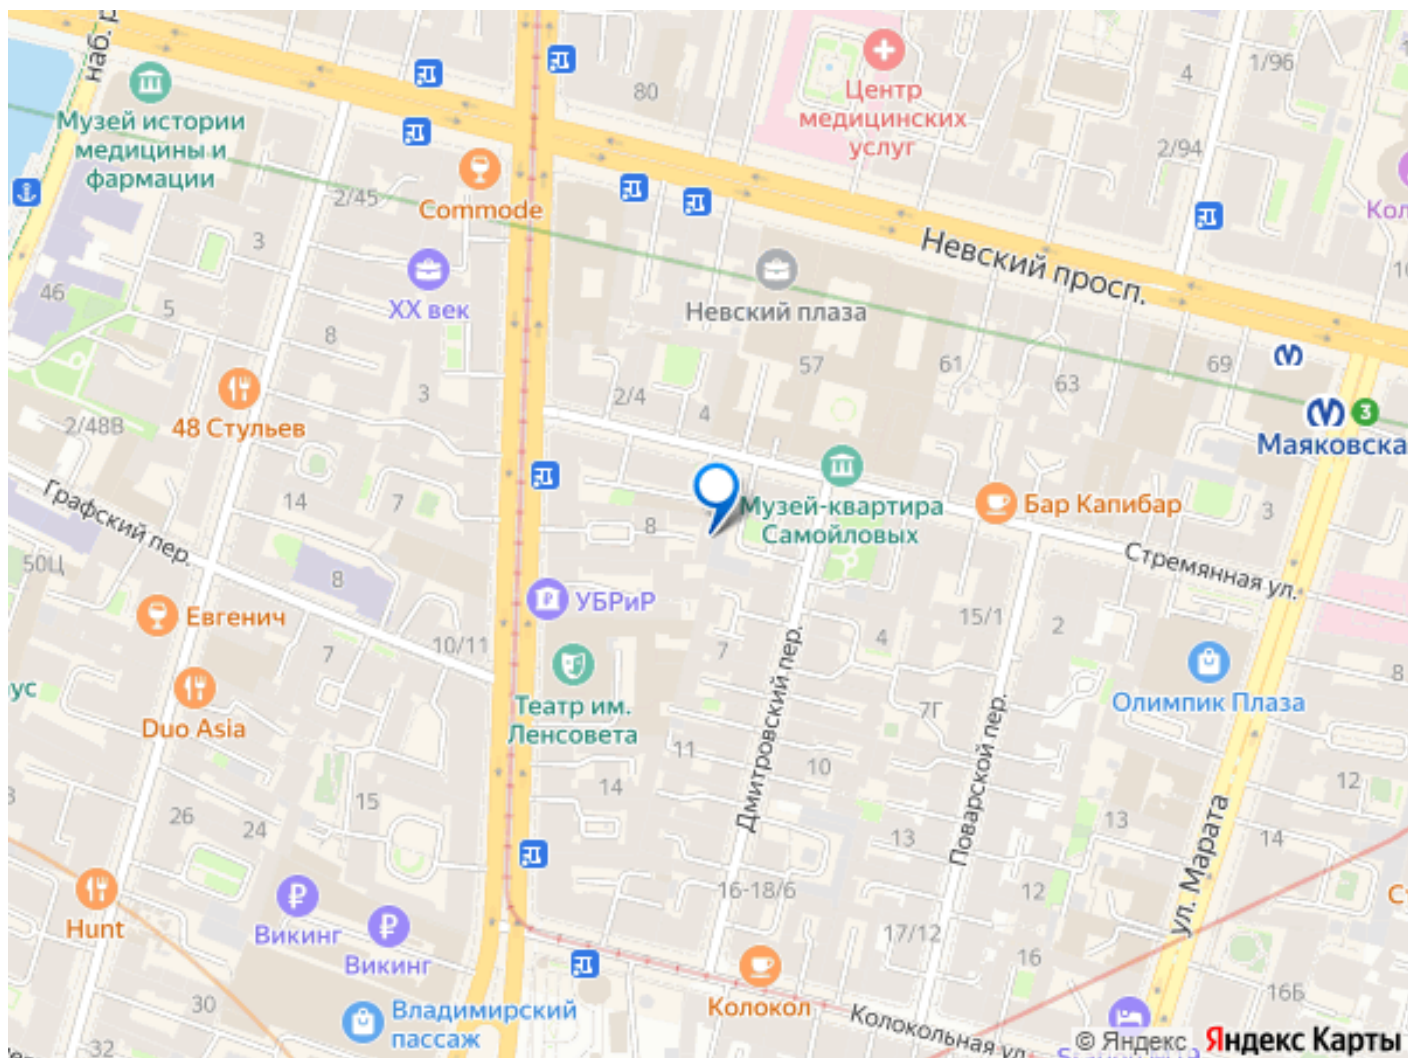 наб. р
Музей истории
медицины и
фармации
80
Центр
медицинских
услуг
4
1/96
2/94
2/45
Commode
3
Кол
Невский просп.
46
5
XX век
Невский плаза
8
57
61
63
69
3
Маяковска
3
2/4
4
2/48В
48 Стульев
Графский пер.
14
7
8
Музей-квартира
Самойловых
Бар Капибар
3
Стремянная ул.
50Ц
8
УБРиР
Евгенич
10/11
7
15/1
2
4
7
ус
Duo Asia
Театр им.
Ленсовета
Дмитровский пер.
7Г
Поварской пер.
Олимпик Плаза
8
11
10
14
12
15
26
24
13
13
14
ул. Марата
16-18/6
12
Hunt
Викинг
Викинг
17/12
16
16Б
30
32
Владимирский
пассаж
Колокол
Колокольная ул.
© Яндекс Яндекс Карты